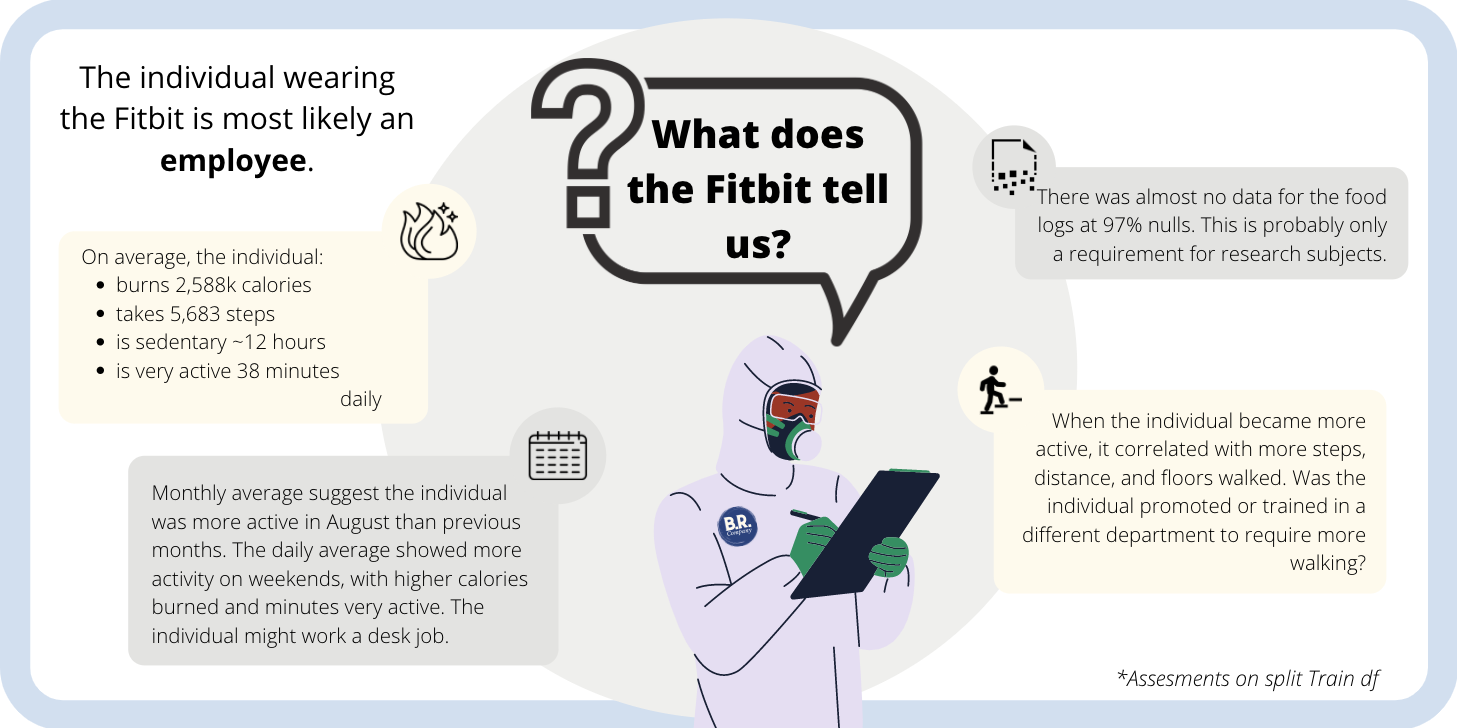 The individual wearing
the Fitbit is most likely an
employee.
What does
the Fitbit tell
us?
On average, the individual:
• burns 2,588k calories
• takes 5,683 steps
• is sedentary ~12 hours
• is very active 38 minutes
daily
There was almost no data for the food
logs at 97% nulls. This is probably only
a requirement for research subjects.
Monthly average suggest the individual
was more active in August than previous
months. The daily average showed more
activity on weekends, with higher calories
burned and minutes very active. The
individual might work a desk job.
B.R.
Company
When the individual became more
active, it correlated with more steps,
distance, and floors walked. Was the
individual promoted or trained in a
different department to require more
walking?
*Assesments on split Train df